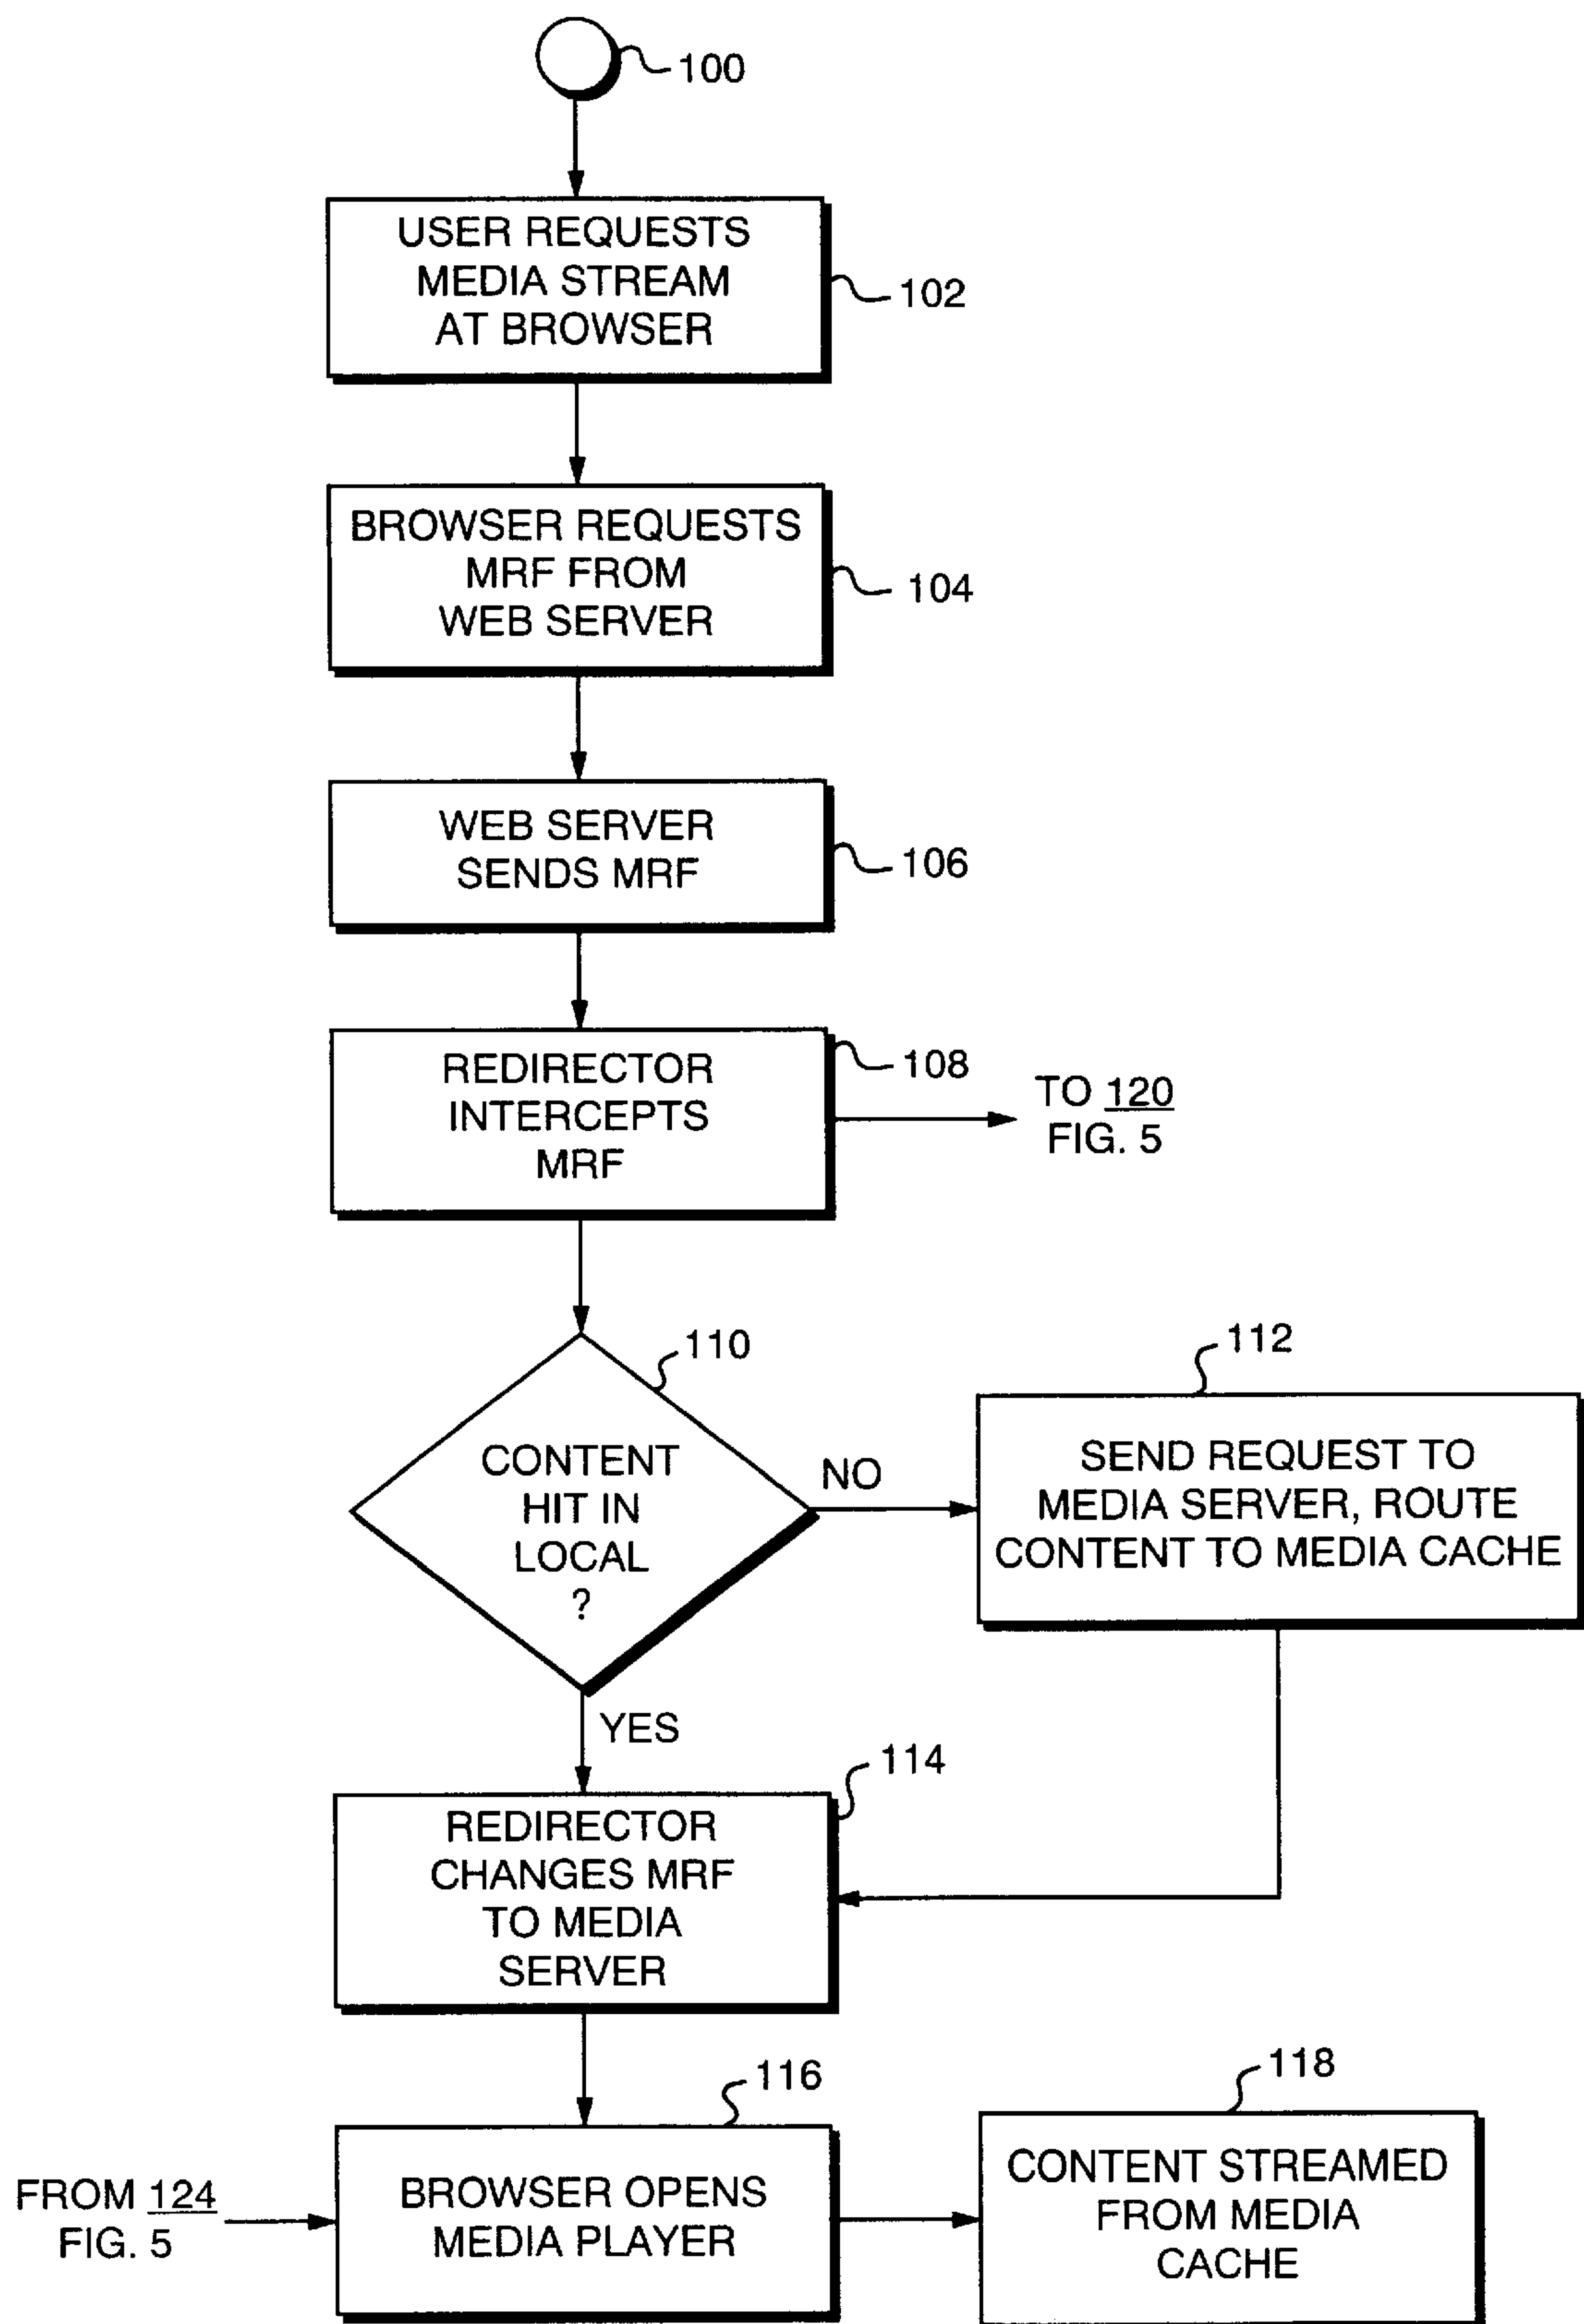 100
USER REQUESTS
MEDIA STREAM
AT BROWSER
102
BROWSER REQUESTS
MRF FROM
WEB SERVER
104
WEB SERVER
SENDS MRF
106
REDIRECTOR
INTERCEPTS
MRF
108
TO 120
FIG. 5
110
CONTENT
HIT IN
LOCAL
?
NO
112
SEND REQUEST TO
MEDIA SERVER, ROUTE
CONTENT TO MEDIA CACHE
YES
114
REDIRECTOR
CHANGES MRF
TO MEDIA
SERVER
116
FROM 124
FIG. 5
BROWSER OPENS
MEDIA PLAYER
118
CONTENT STREAMED
FROM MEDIA
CACHE